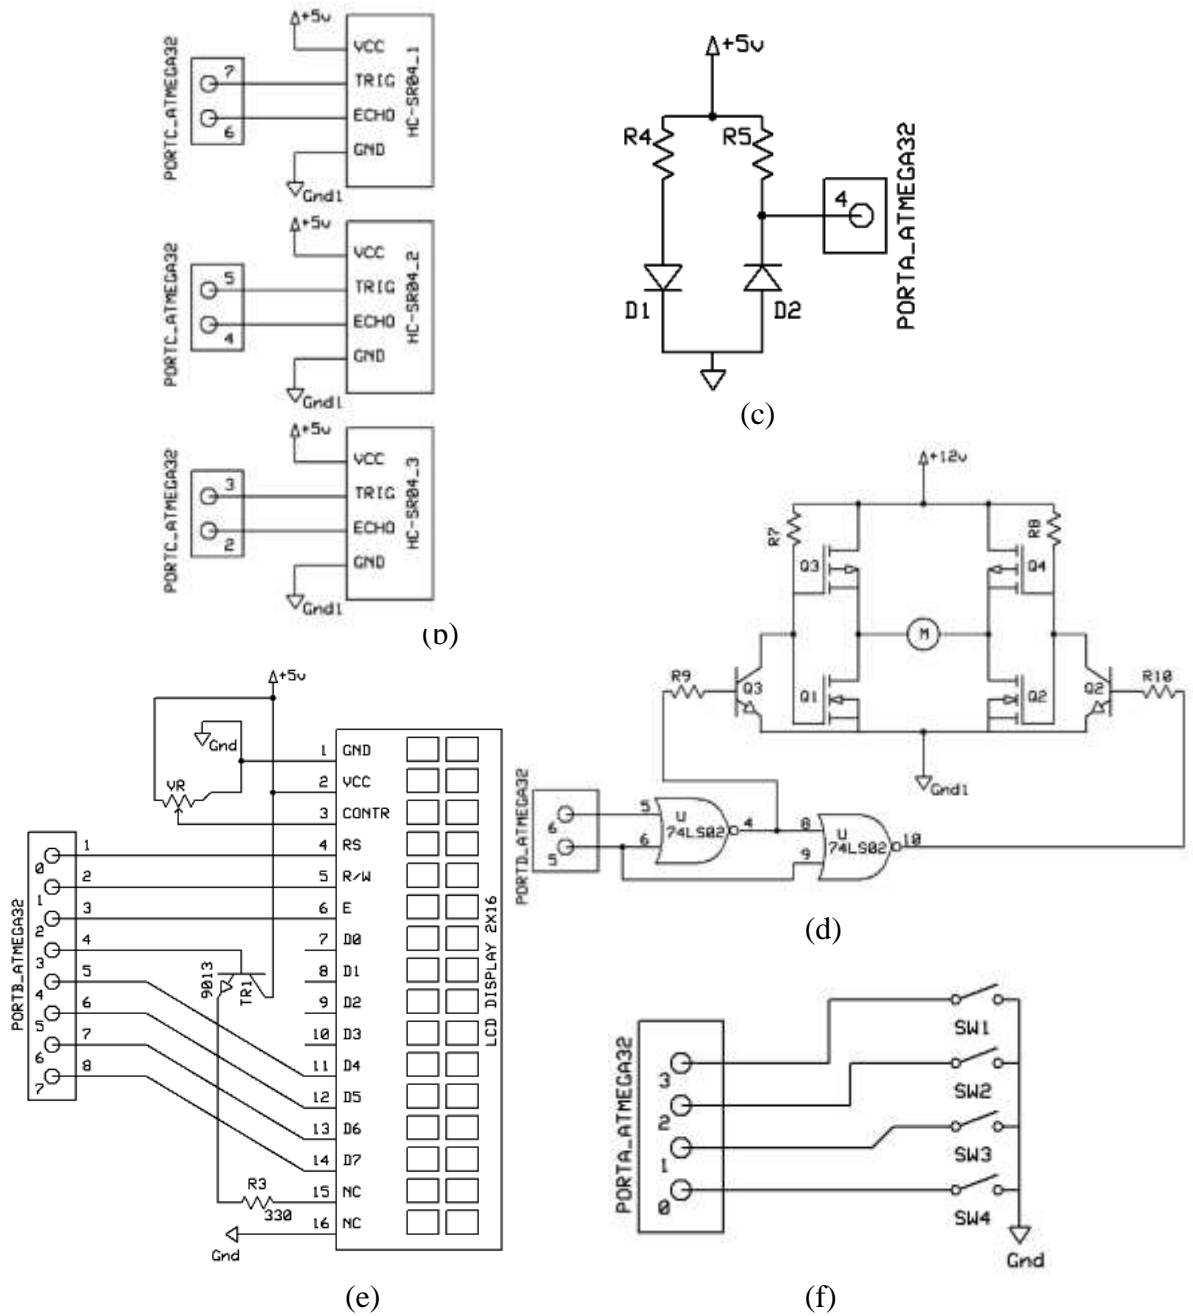 +5v
VCC
PORTC_ATMEGA32
7
TRIG
HC-SR04_1
6
ECHO
GND
Gnd1
+5v
VCC
PORTC_ATMEGA32
5
TRIG
HC-SR04_2
4
ECHO
GND
Gnd1
+5v
VCC
PORTC_ATMEGA32
3
TRIG
HC-SR04_3
2
ECHO
GND
Gnd1
(b)
+5v
R4
R5
4
PORTA_ATMEGA32
D1
D2
(c)
+12v
R7
R8
Q3
Q4
M
R9
Q3
Q1
Q2
Q2
R10
Gnd1
PORTD_ATMEGA32
6
5
5
6
U
74LS02
4
8
9
U
74LS02
10
(d)
+5v
Gnd
VR
1 GND
2 VCC
3 CONTR
4 RS
5 R/W
6 E
7 D0
8 D1
9 D2
10 D3
11 D4
12 D5
13 D6
14 D7
15 NC
16 NC
LCD DISPLAY 2X16
PORTB_ATMEGA32
0
1
2
3
4
5
6
7
1
2
3
4
5
6
7
8
9013
TR1
R3
330
Gnd
(e)
PORTA_ATMEGA32
3
2
1
0
SW1
SW2
SW3
SW4
Gnd
(f)